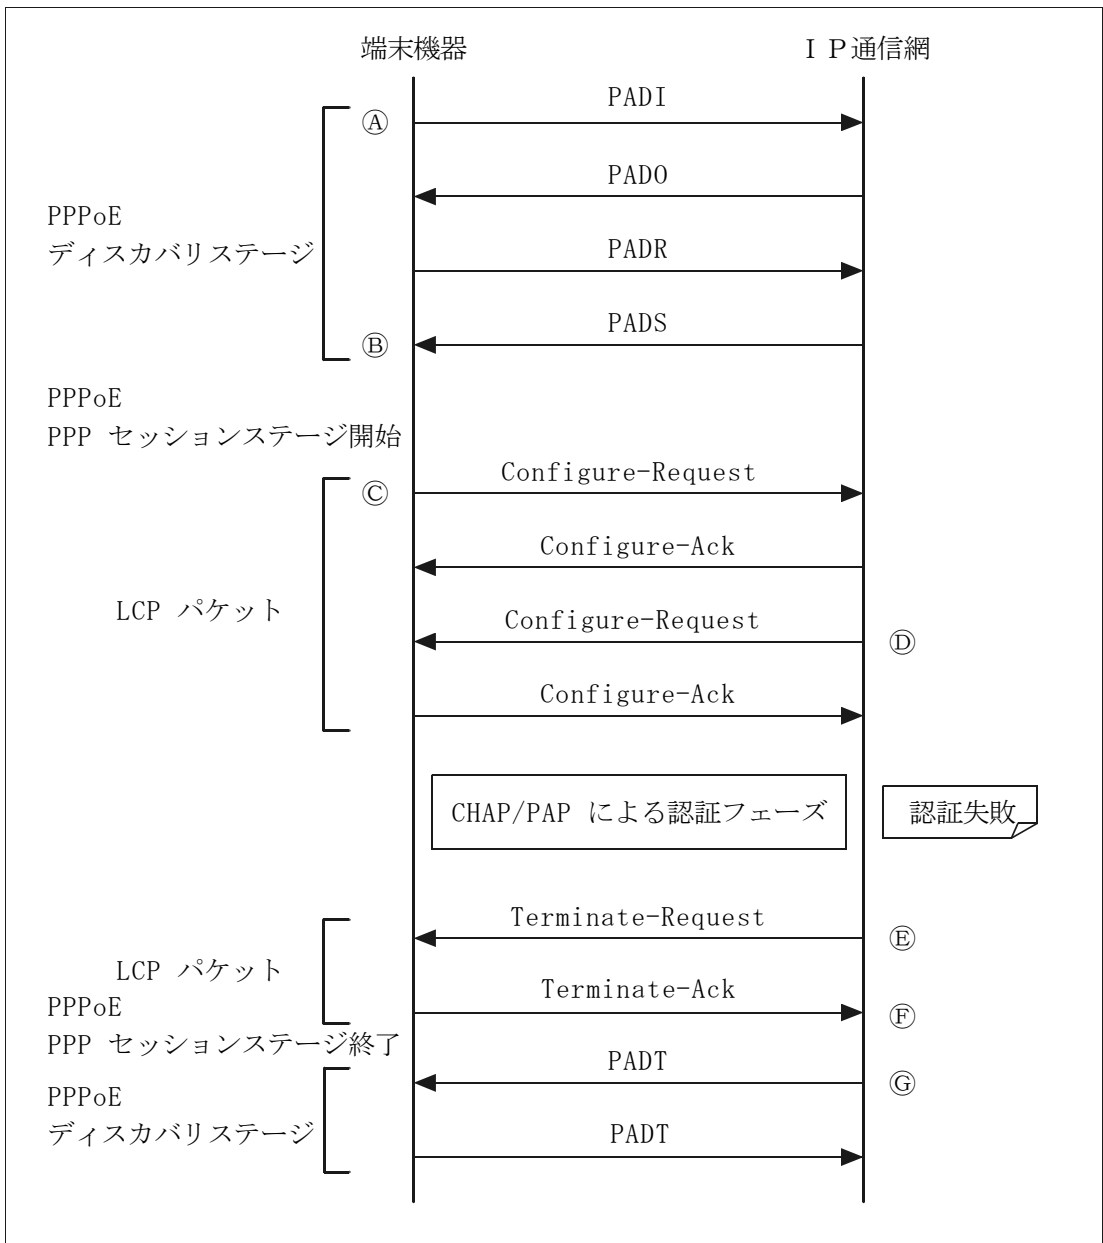 端末機器
ＩＰ通信網
PADI
Ⓐ
PADO
PPPoE
ディスカバリステージ
PADR
PADS
Ⓑ
PPPoE
PPP セッションステージ開始
Configure-Request
Ⓒ
Configure-Ack
LCP パケット
Configure-Request
Ⓓ
Configure-Ack
CHAP/PAP による認証フェーズ
認証失敗
Terminate-Request
Ⓔ
LCP パケット
Terminate-Ack
Ⓕ
PPPoE
PPP セッションステージ終了
PADT
Ⓖ
PPPoE
ディスカバリステージ
PADT